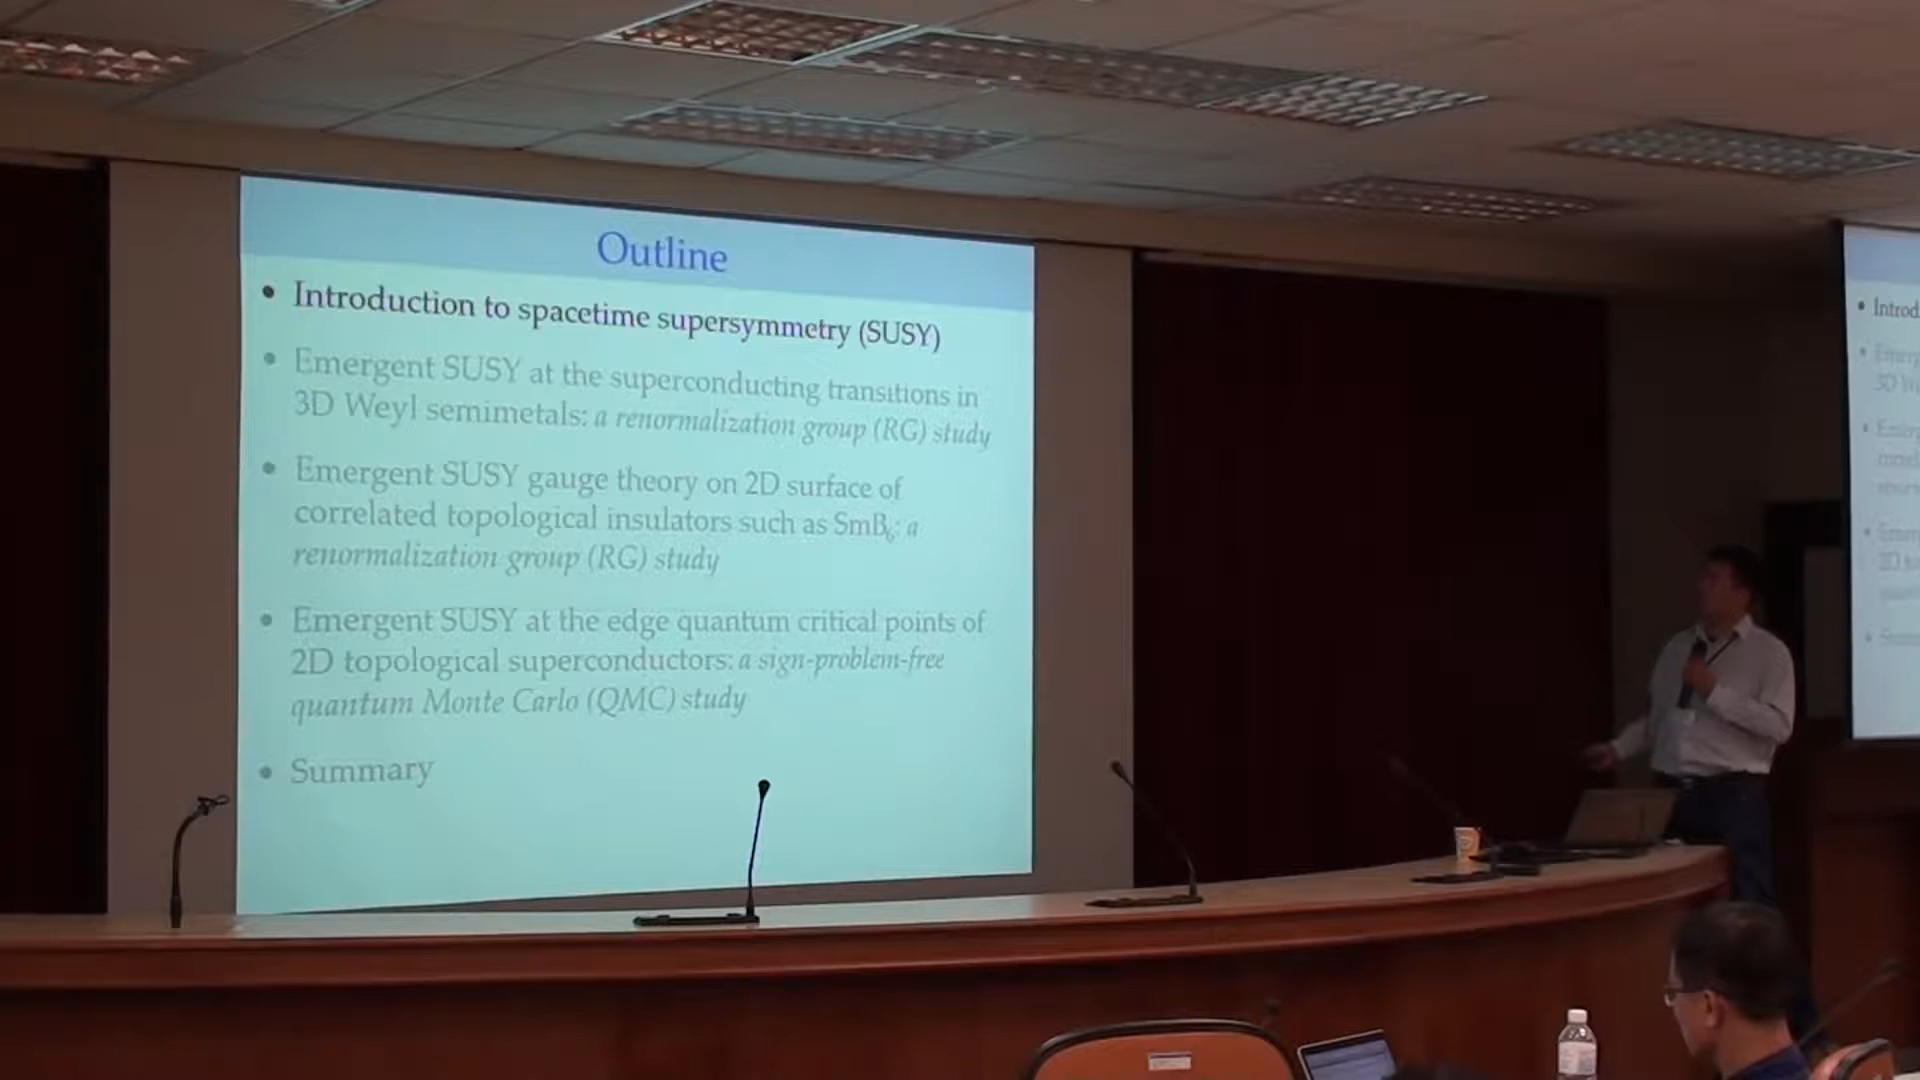 Outline
• Introduction to spacetime supersymmetry (SUSY)
• Emergent SUSY at the superconducting transitions in
3D Weyl semimetals: a renormalization group (RG) study
• Emergent SUSY gauge theory on 2D surface of
correlated topological insulators such as SmB₆: a
renormalization group (RG) study
• Emergent SUSY at the edge quantum critical points of
2D topological superconductors: a sign-problem-free
quantum Monte Carlo (QMC) study
• Summary
• Introd
• Emerg
3D W
• Emerg